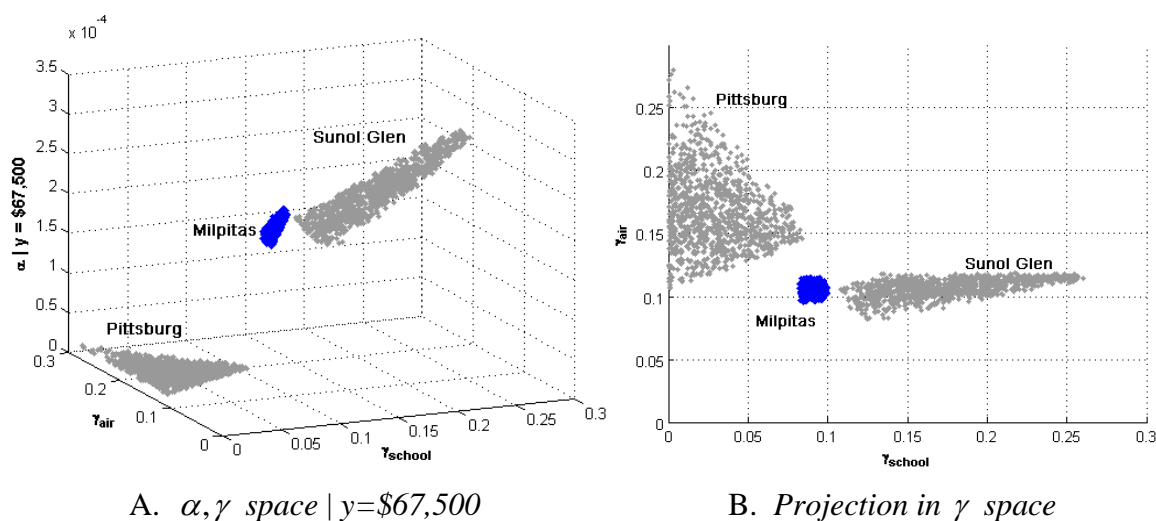 x 10^-4
3.5
3
2.5
2
1.5
1
0.5
0
α | y = $67,500
Sunol Glen
Milpitas
Pittsburg
0.3
0.2
0.1
0
γair
0
0.05
0.1
0.15
0.2
0.25
0.3
γschool
0.25
0.2
0.15
0.1
0.05
0
γair
Pittsburg
Sunol Glen
Milpitas
0
0.05
0.1
0.15
0.2
0.25
0.3
γschool
A. α,γ space | y=$67,500
B. Projection in γ space